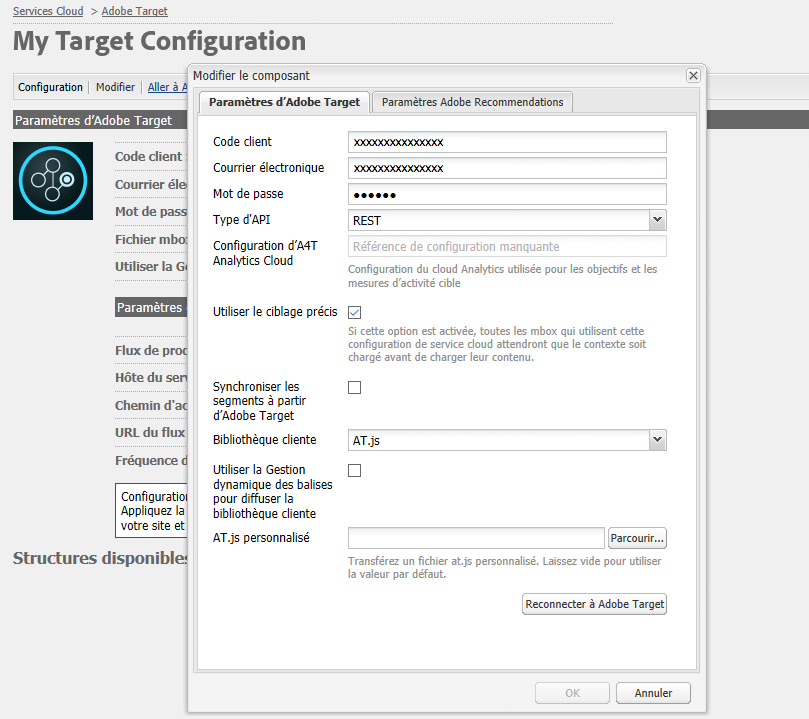 Services Cloud > Adobe Target
My Target Configuration
Configuration Modifier Aller à A
Paramètres d'Adobe Target
Code client :
Courrier éle
Mot de pass
Fichier mbo
Utiliser la Ge
Paramètres
Flux de prod
Hôte du serv
Chemin d'ac
URL du flux
Fréquence d
Configuration
Appliquez la
votre site et
Structures disponibles
Modifier le composant
Paramètres d'Adobe Target Paramètres Adobe Recommendations
Code client xxxxxxxxxxxxxxx
Courrier électronique xxxxxxxxxxxxxxx
Mot de passe ●●●●●●
Type d'API REST
Configuration d'A4T Référence de configuration manquante
Analytics Cloud
Configuration du cloud Analytics utilisée pour les objectifs et les
mesures d'activité cible
Utiliser le ciblage précis
Si cette option est activée, toutes les mbox qui utilisent cette
configuration de service cloud attendront que le contexte soit
chargé avant de charger leur contenu.
Synchroniser les
segments à partir
d'Adobe Target
Bibliothèque cliente AT.js
Utiliser la Gestion
dynamique des balises
pour diffuser la
bibliothèque cliente
AT.js personnalisé Parcourir...
Transférez un fichier at.js personnalisé. Laissez vide pour utiliser
la valeur par défaut.
Reconnecter à Adobe Target
OK Annuler